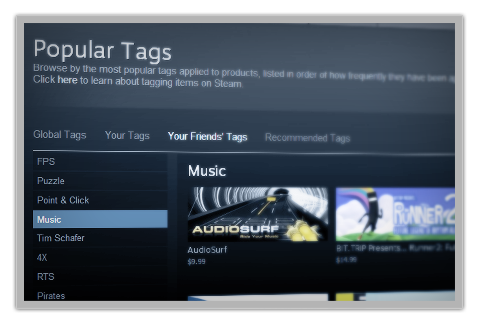 Popular Tags
Browse by the most popular tags applied to products, listed in order of how frequently they have been
Click here to learn about tagging items on Steam.
Global Tags Your Tags Your Friends' Tags Recommended Tags
FPS
Puzzle
Point & Click
Music
Tim Schafer
4X
RTS
Pirates
Music
AUDIOSURF
Ride Your Music
AudioSurf
$9.99
RUNNER2
BIT.TRIP Presents... Runner2: Fu
$14.99